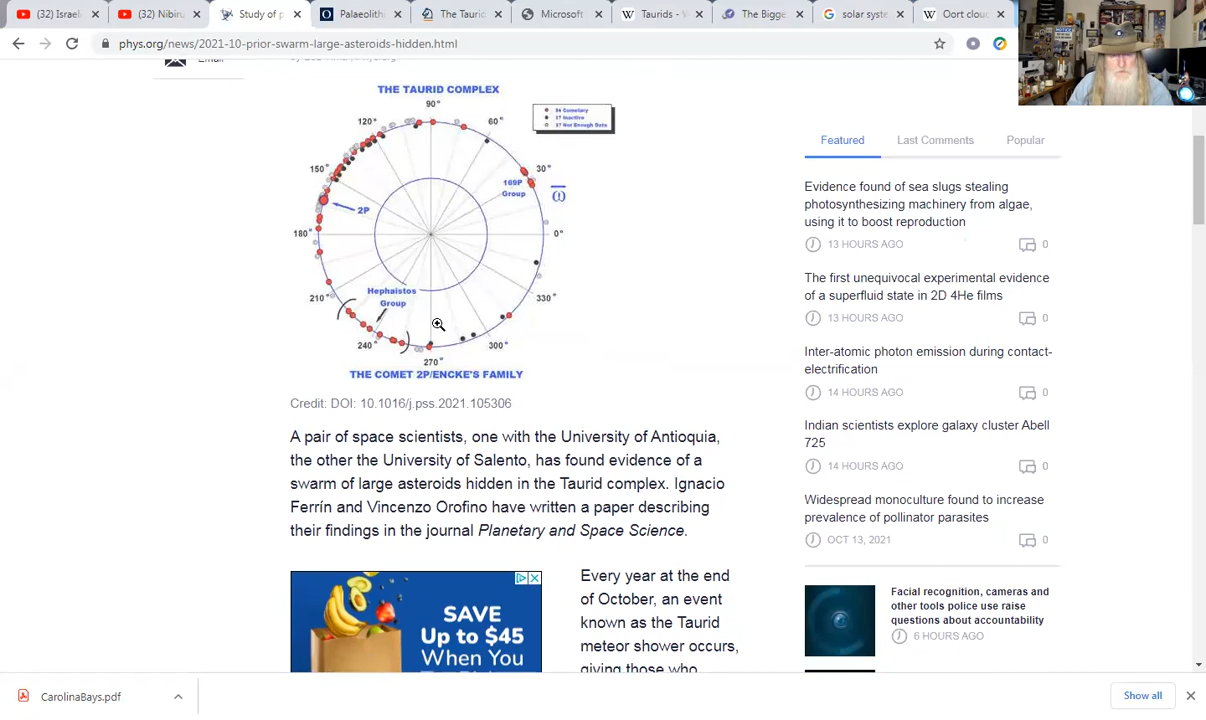 (32) Israel
(32) Nibiru
Study of p
Palaeolith
The Tauric
Microsoft
Taurids - W
The Bigge
solar syste
Oort cloud
phys.org/news/2021-10-prior-swarm-large-asteroids-hidden.html
Email
THE TAURID COMPLEX
90°
120°
60°
150°
30°
180°
0°
210°
330°
240°
300°
270°
Inactive
Not Enough Data
169P
Group
ω
2P
Hephaistos
Group
THE COMET 2P/ENCKE'S FAMILY
Credit: DOI: 10.1016/j.pss.2021.105306
A pair of space scientists, one with the University of Antioquia,
the other the University of Salento, has found evidence of a
swarm of large asteroids hidden in the Taurid complex. Ignacio
Ferrín and Vincenzo Orofino have written a paper describing
their findings in the journal Planetary and Space Science.
SAVE
Up to $45
When You
Every year at the end
of October, an event
known as the Taurid
meteor shower occurs,
giving those who
Featured
Last Comments
Popular
Evidence found of sea slugs stealing
photosynthesizing machinery from algae,
using it to boost reproduction
13 HOURS AGO
0
The first unequivocal experimental evidence
of a superfluid state in 2D 4He films
13 HOURS AGO
0
Inter-atomic photon emission during contact-
electrification
14 HOURS AGO
0
Indian scientists explore galaxy cluster Abell
725
14 HOURS AGO
0
Widespread monoculture found to increase
prevalence of pollinator parasites
OCT 13, 2021
0
Facial recognition, cameras and
other tools police use raise
questions about accountability
6 HOURS AGO
CarolinaBays.pdf
Show all